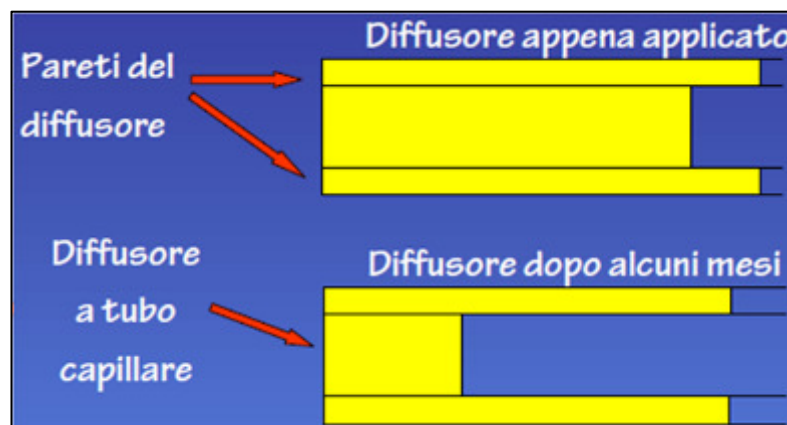 Diffusore appena applicato
Pareti del
diffusore
Diffusore
a tubo
capillare
Diffusore dopo alcuni mesi